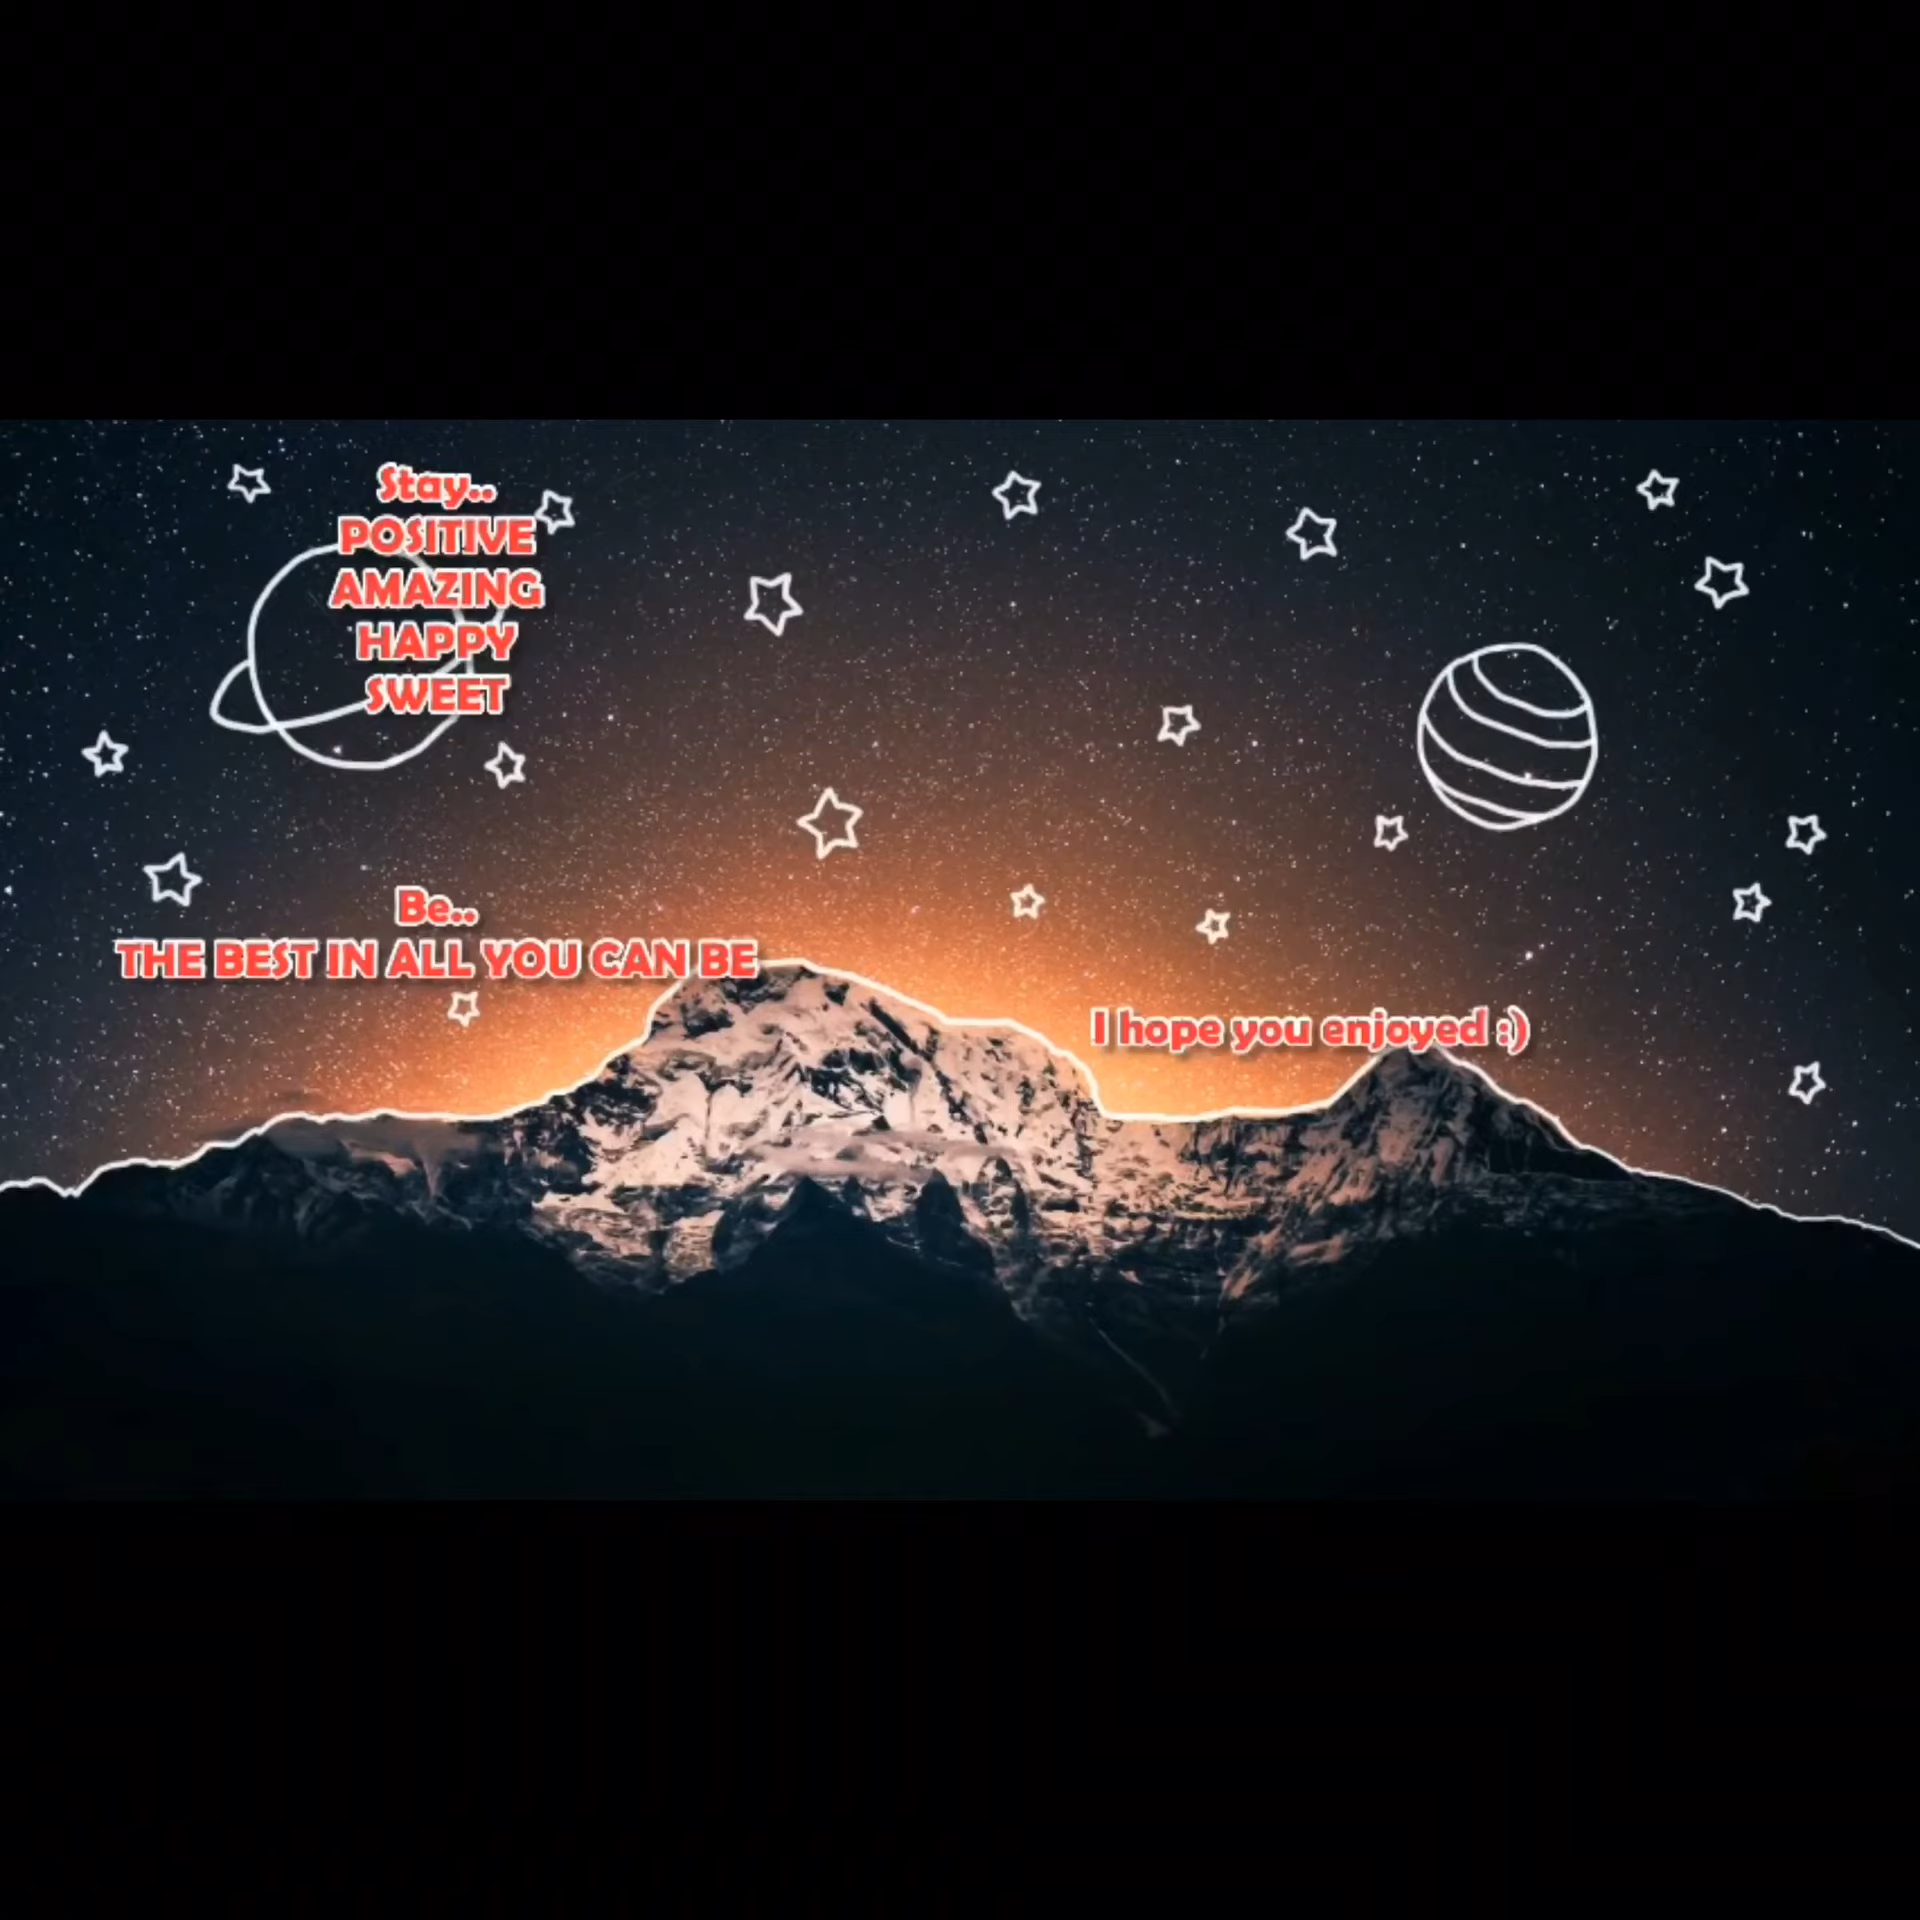 Stay..
POSITIVE
AMAZING
HAPPY
SWEET
Be..
THE BEST IN ALL YOU CAN BE
I hope you enjoyed :)